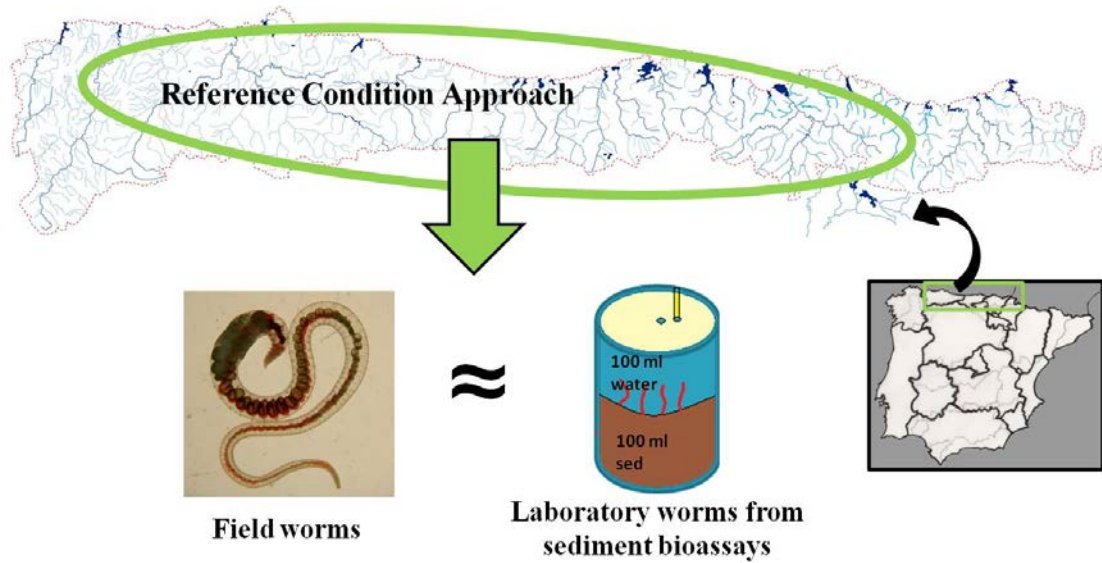 Reference Condition Approach
≈
100 ml
water
100 ml
sed
Field worms
Laboratory worms from
sediment bioassays